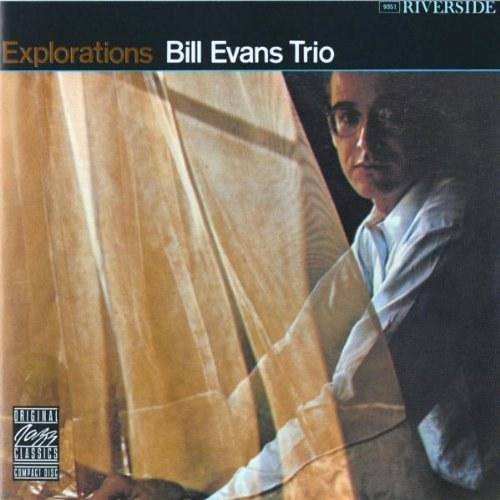 9351 RIVERSIDE
Explorations Bill Evans Trio
ORIGINAL
Jazz
CLASSICS
COMPACT DISC